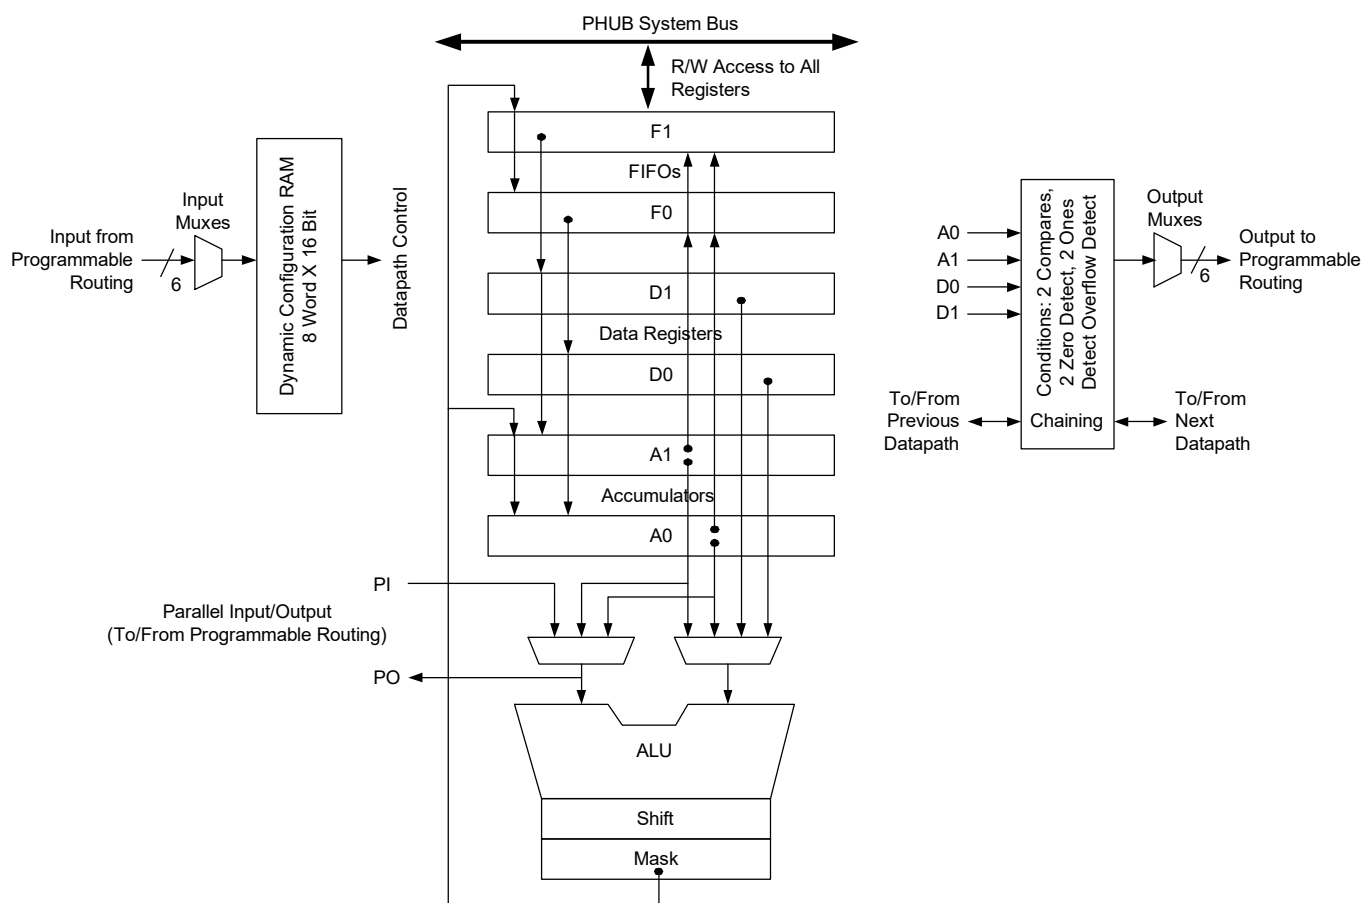 PHUB System Bus
R/W Access to All
Registers
F1
FIFOs
F0
D1
Data Registers
D0
A1
Accumulators
A0
Input from
Programmable
Routing
6
Input
Muxes
Dynamic Configuration RAM
8 Word X 16 Bit
Datapath Control
A0
A1
D0
D1
Conditions: 2 Compares,
2 Zero Detect, 2 Ones
Detect Overflow Detect
Chaining
Output
Muxes
6
Output to
Programmable
Routing
To/From
Previous
Datapath
To/From
Next
Datapath
PI
Parallel Input/Output
(To/From Programmable Routing)
PO
ALU
Shift
Mask